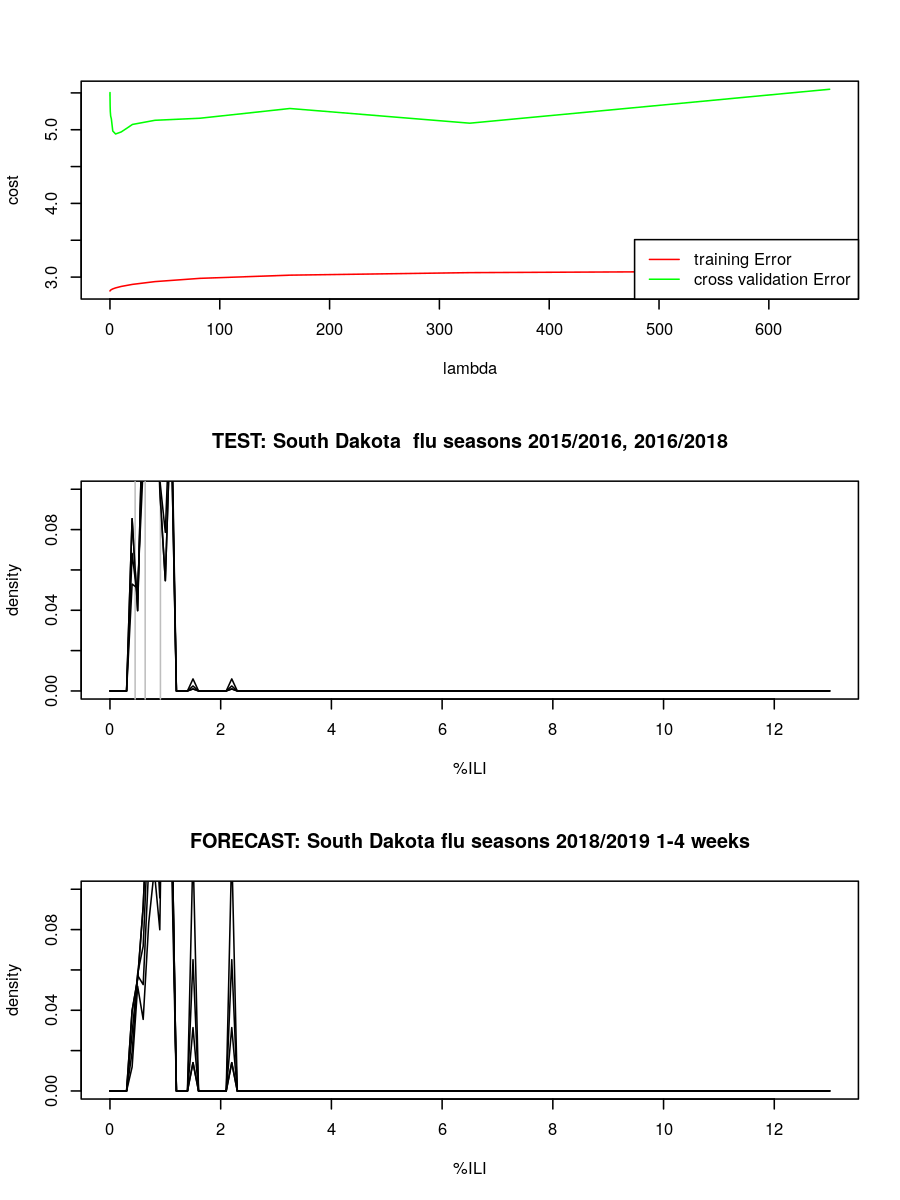 cost
3.0 4.0 5.0
training Error
cross validation Error
0 100 200 300 400 500 600
lambda
TEST: South Dakota  flu seasons 2015/2016, 2016/2018
density
0.00 0.04 0.08
0 2 4 6 8 10 12
%ILI
FORECAST: South Dakota flu seasons 2018/2019 1-4 weeks
density
0.00 0.04 0.08
0 2 4 6 8 10 12
%ILI